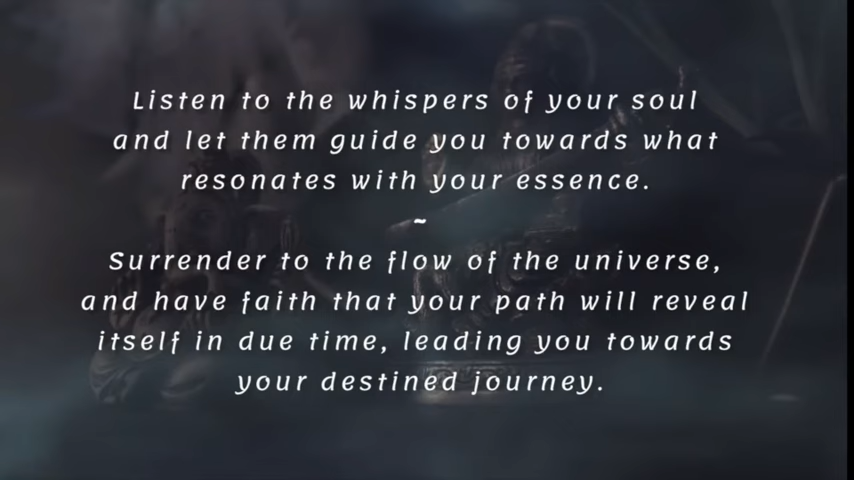 Listen to the whispers of your soul
and let them guide you towards what
resonates with your essence.
~
Surrender to the flow of the universe,
and have faith that your path will reveal
itself in due time, leading you towards
your destined journey.